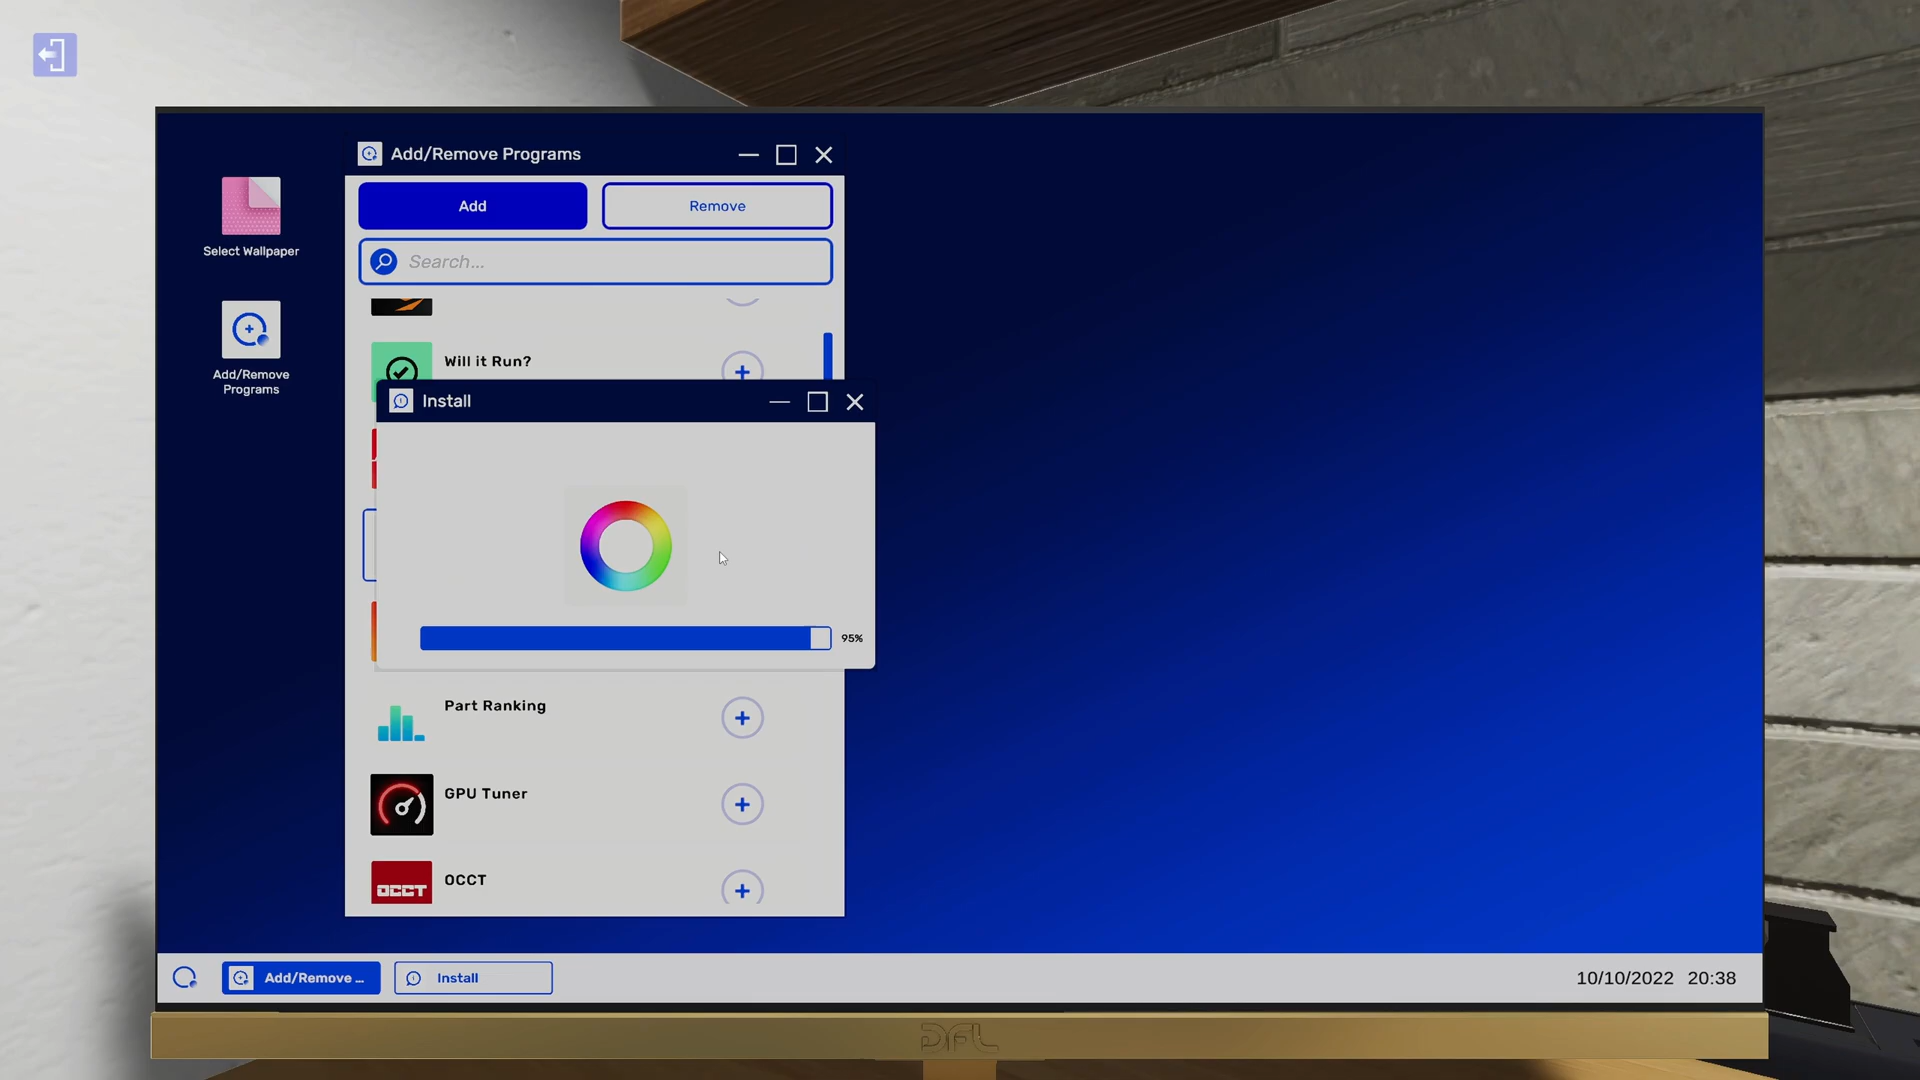 Add/Remove Programs
Add
Remove
Search...
Select Wallpaper
Will it Run?
Add/Remove
Programs
Install
95%
Part Ranking
GPU Tuner
OCCT
OCCT
Add/Remove ...
Install
10/10/2022 20:38
DFL